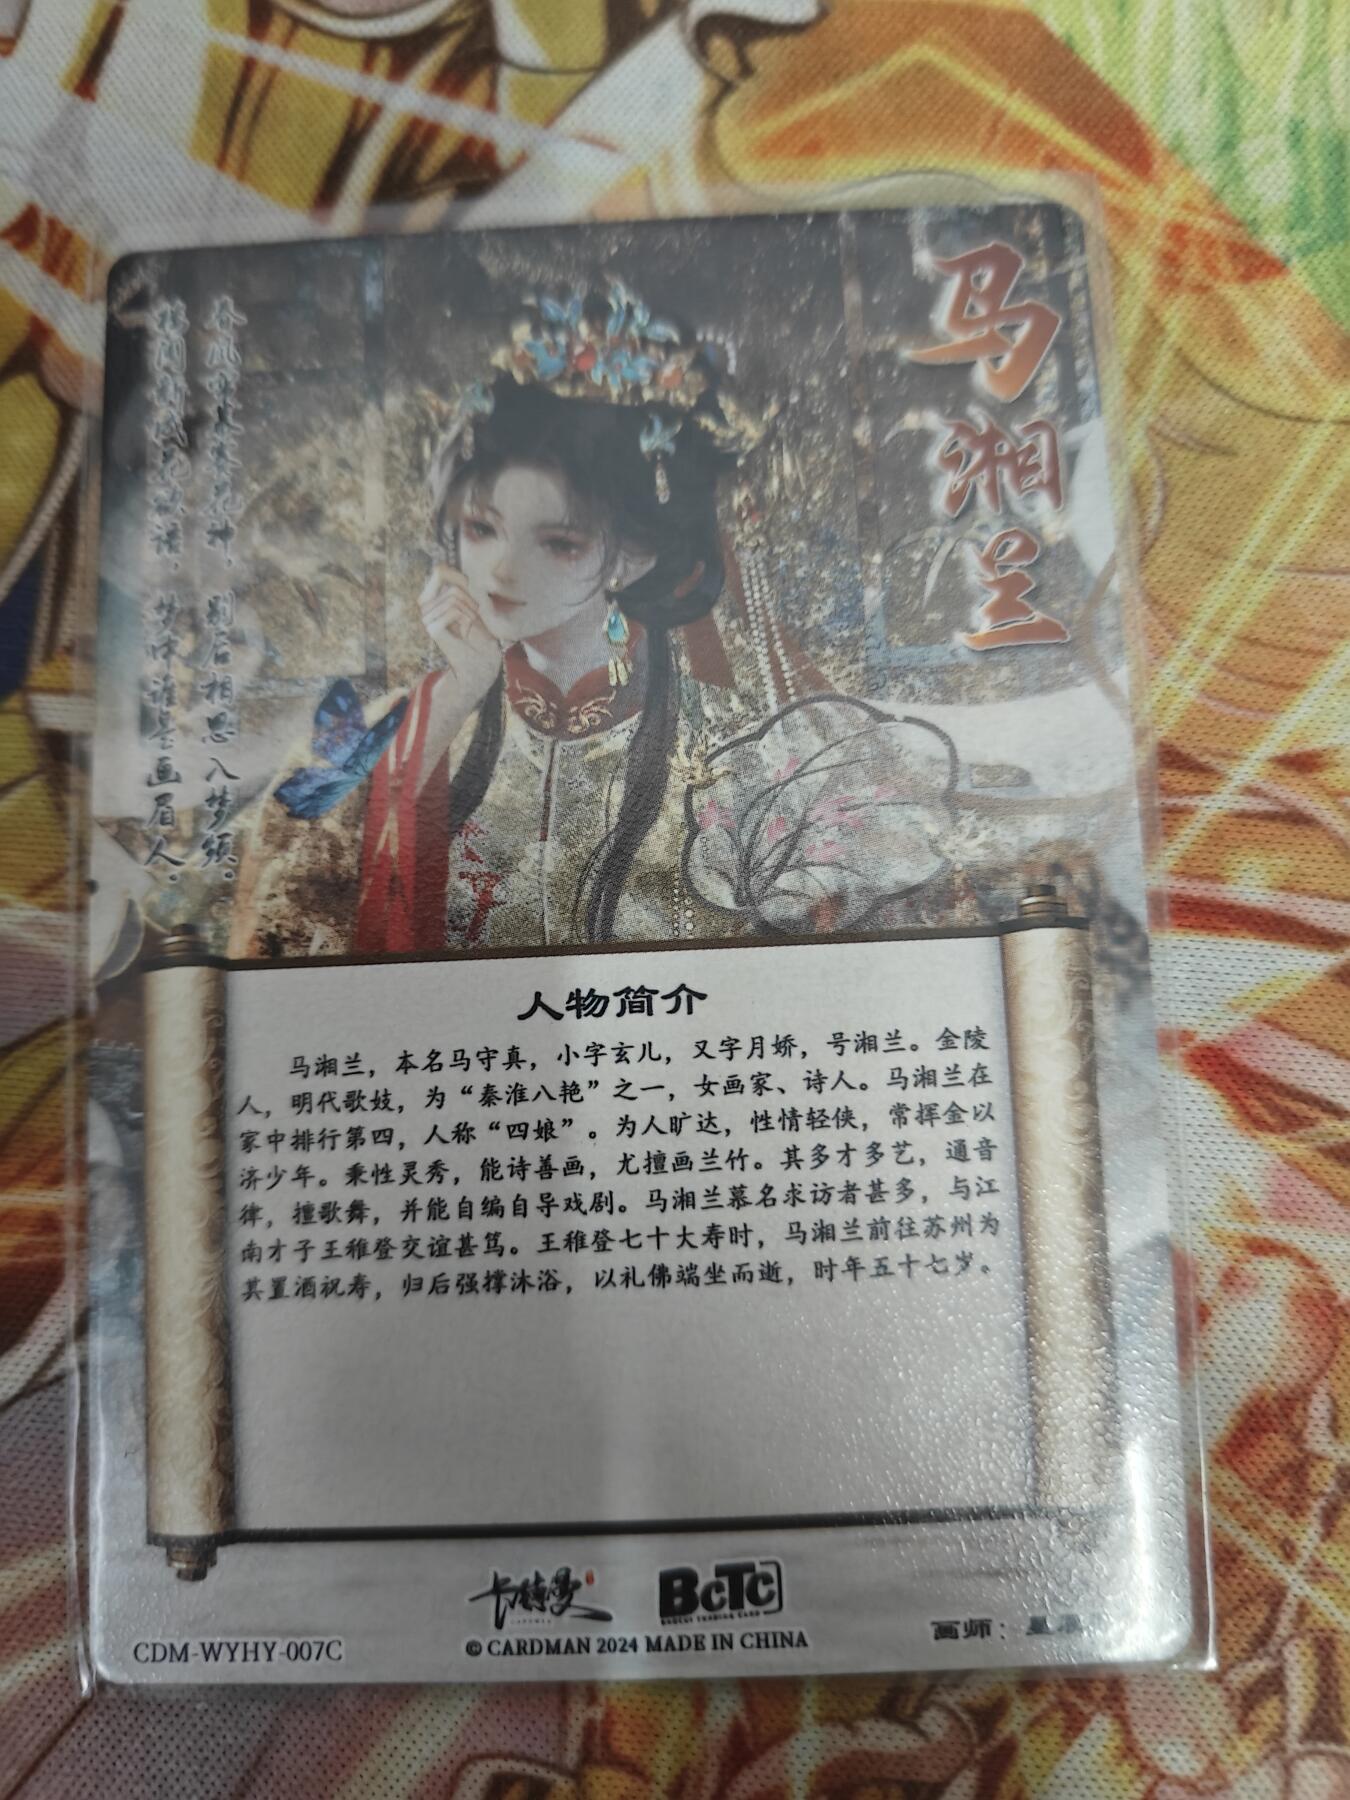 马湘兰
春风
别后相思入梦频。
梦中谁是画眉人。
人物简介
马湘兰，本名马守真，小字玄儿，又字月娇，号湘兰。金陵
人，明代歌妓，为“秦淮八艳”之一，女画家、诗人。马湘兰在
家中排行第四，人称“四娘”。为人旷达，性情轻侠，常挥金以
济少年。秉性灵秀，能诗善画，尤擅画兰竹。其多才多艺，通音
律，擅歌舞，并能自编自导戏剧。马湘兰慕名求访者甚多，与江
南才子王稚登交谊甚笃。王稚登七十大寿时，马湘兰前往苏州为
其置酒祝寿，归后强撑沐浴，以礼佛端坐而逝，时年五十七岁。
卡特曼
BcTc
CDM-WYHY-007C
© CARDMAN 2024 MADE IN CHINA
画师：